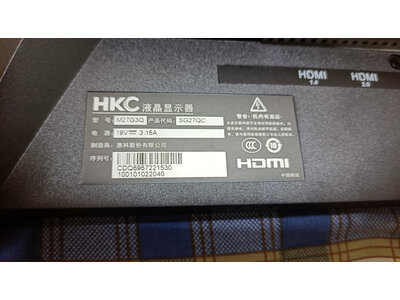 HDMI HDMI
1.4 2.0
HKC 液晶显示器
型 号: M27G3Q 产品代码: SG27QC
电 源: 19V 3.15A
制造商: 惠科股份有限公司
序列号:
CDQ6957221530
100101022040
警告:机内有高压
HDMI
中国制造